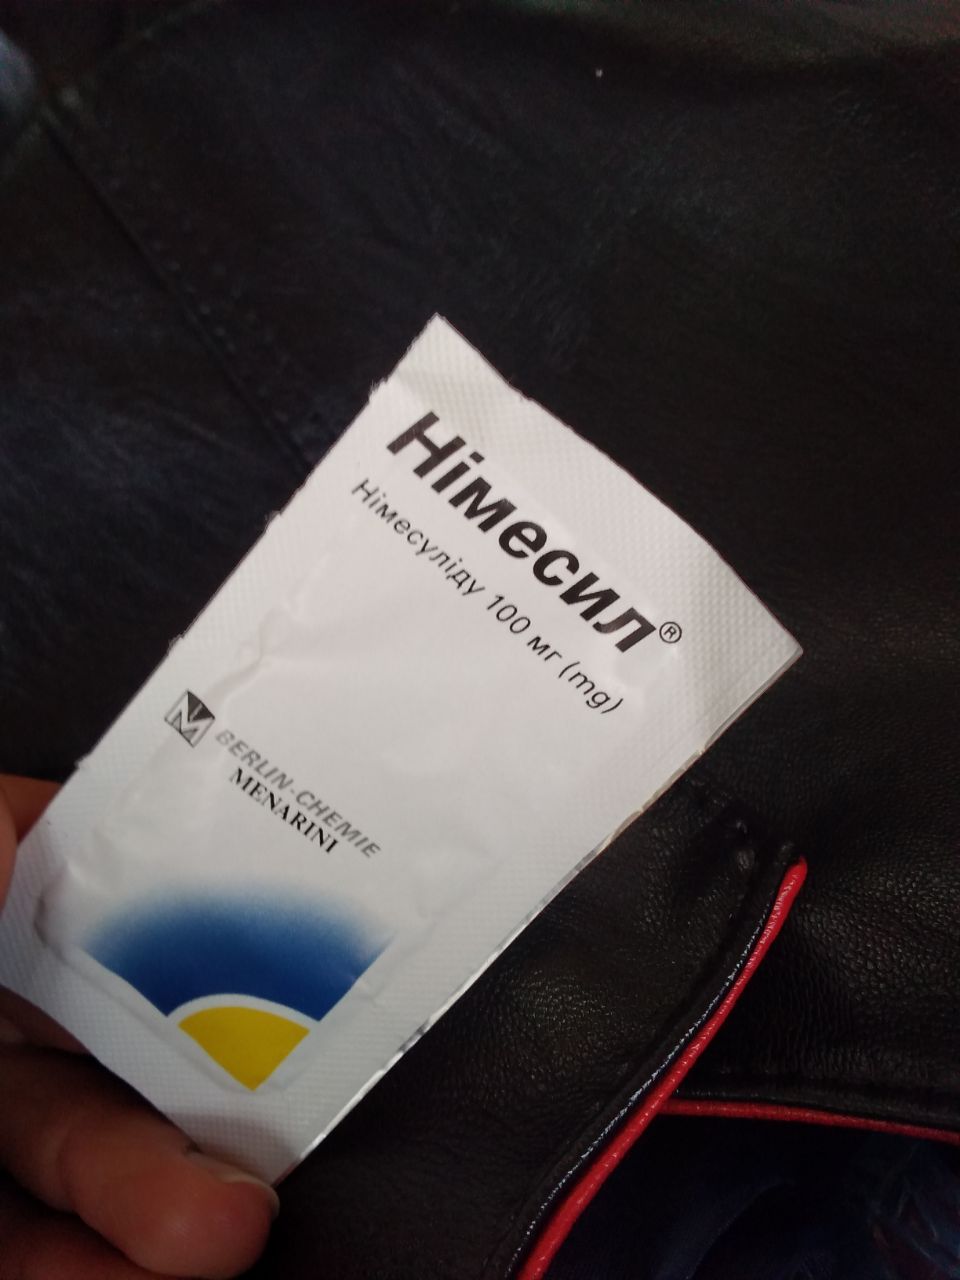 Німесил®
Німесуліду 100 мг (mg)
BERLIN-CHEMIE
MENARINI